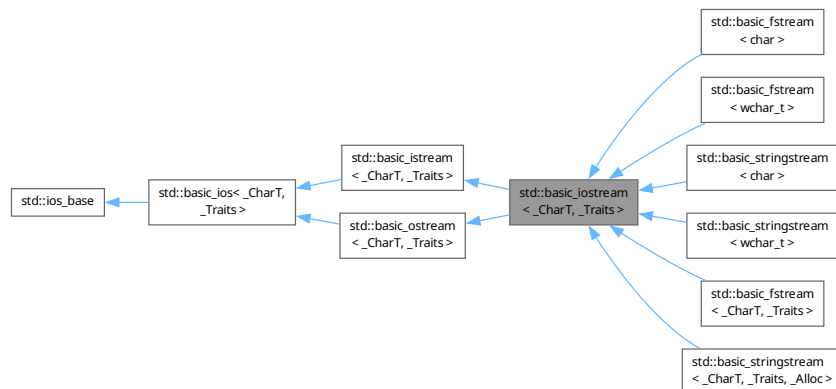 std::ios_base
std::basic_ios< _CharT,
_Traits >
std::basic_istream
< _CharT, _Traits >
std::basic_ostream
< _CharT, _Traits >
std::basic_iostream
< _CharT, _Traits >
std::basic_fstream
< char >
std::basic_fstream
< wchar_t >
std::basic_stringstream
< char >
std::basic_stringstream
< wchar_t >
std::basic_fstream
< _CharT, _Traits >
std::basic_stringstream
< _CharT, _Traits, _Alloc >